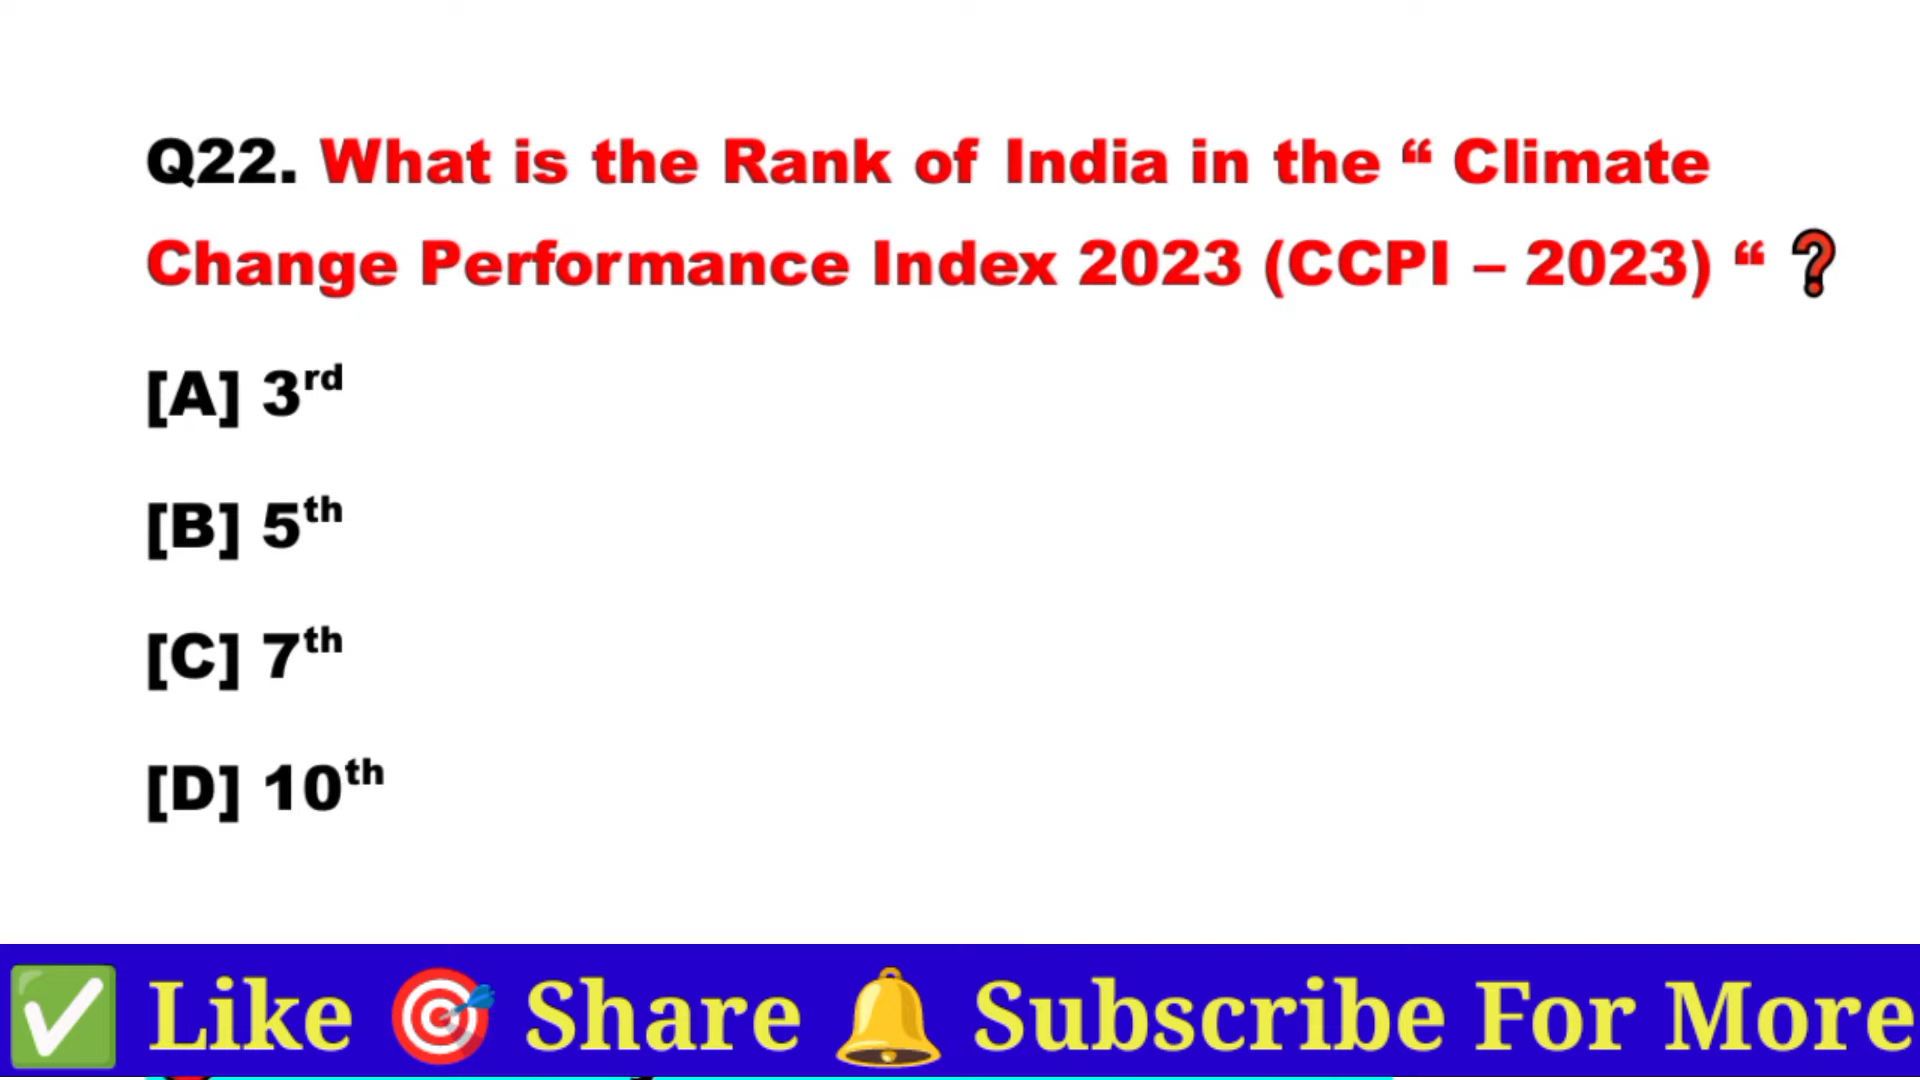 Q22. What is the Rank of India in the “ Climate
Change Performance Index 2023 (CCPI – 2023) “ ❓
[A] 3rd
[B] 5th
[C] 7th
[D] 10th
✅ Like 🎯 Share 🔔 Subscribe For More